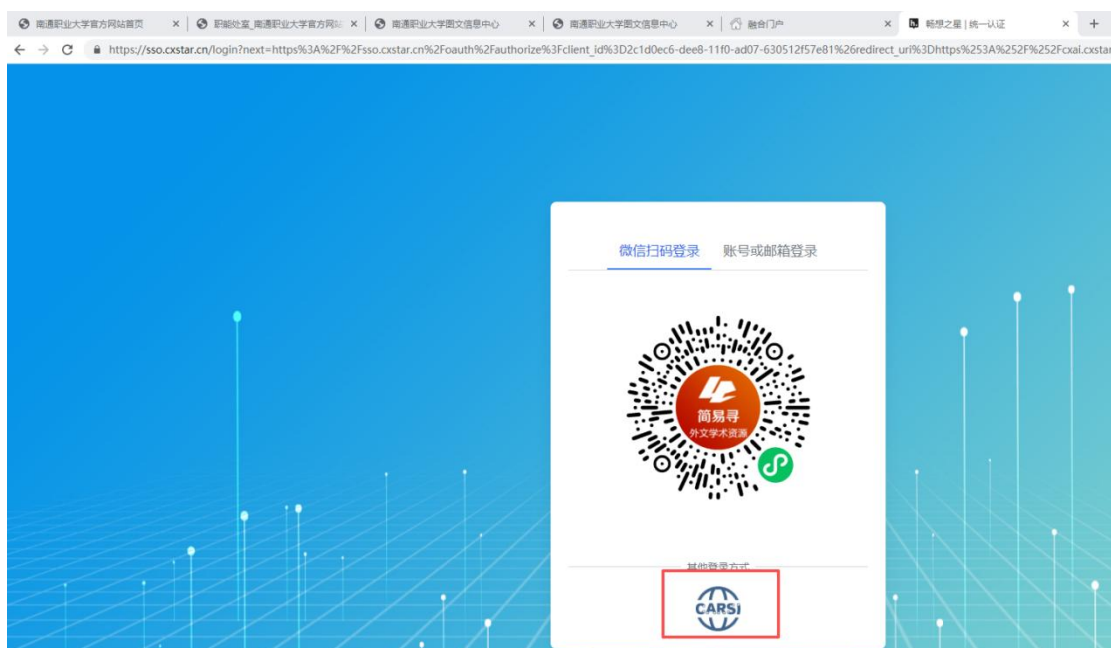 南通职业大学官方网站首页
职能处室_南通职业大学官方网站
南通职业大学图文信息中心
南通职业大学图文信息中心
融合门户
畅想之星 | 统一认证
https://sso.cxstar.cn/login?next=https%3A%2F%2Fsso.cxstar.cn%2Foauth%2Fauthorize%3Fclient_id%3D2c1d0ec6-dee8-11f0-ad07-630512f57e81%26redirect_uri%3Dhttps%253A%252F%252Fcxai.cxstar
微信扫码登录
账号或邮箱登录
简易寻
外文学术资源
其他登录方式
CARSI